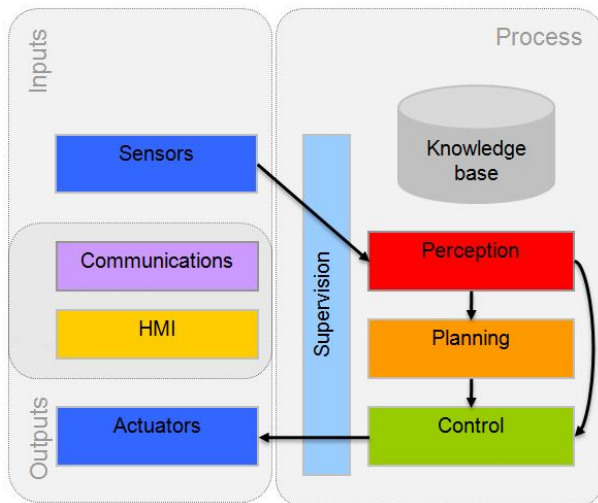 Inputs
Process
Sensors
Knowledge
base
Communications
Perception
HMI
Supervision
Planning
Outputs
Actuators
Control